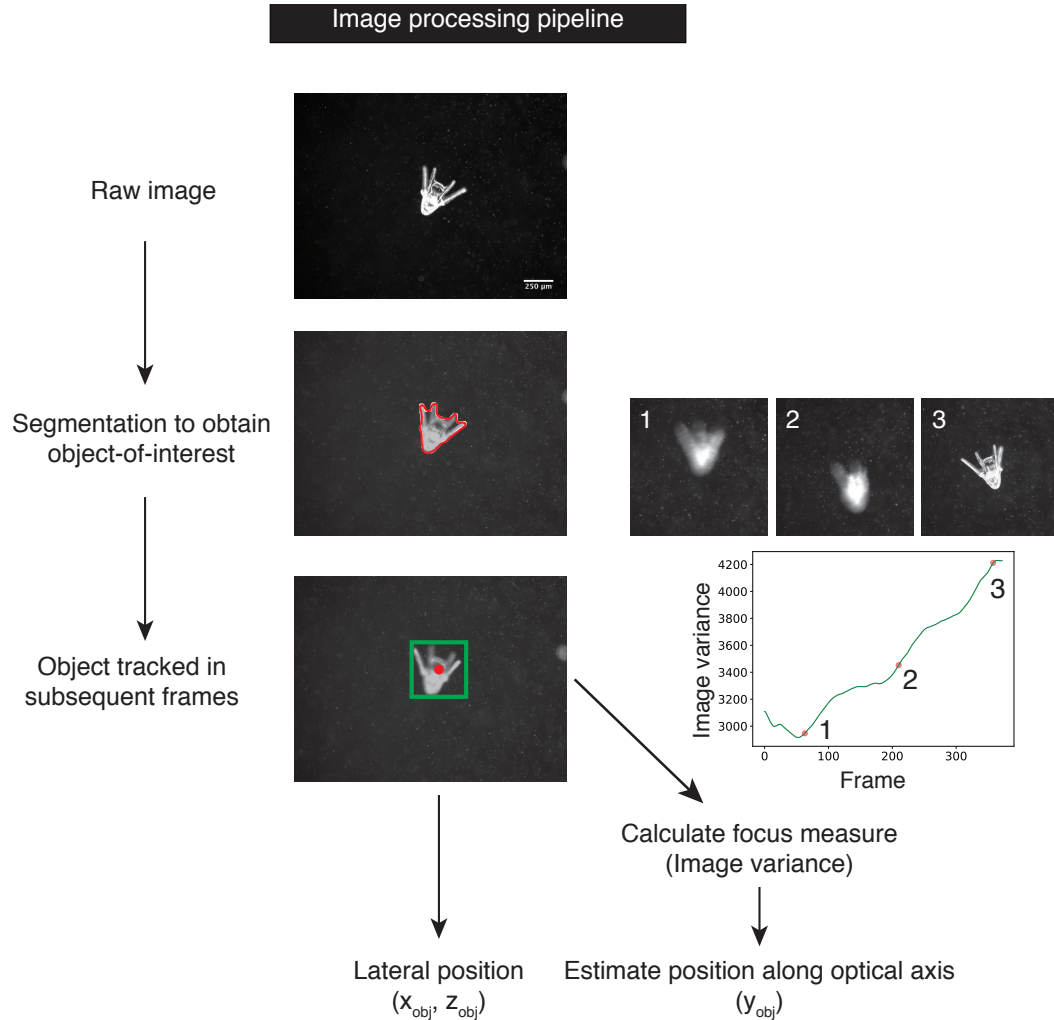 Image processing pipeline
Raw image
250 μm
Segmentation to obtain
object-of-interest
1
2
3
Object tracked in
subsequent frames
Image variance
4200
4000
3800
3600
3400
3200
3000
1
2
3
0
100
200
300
Frame
Calculate focus measure
(Image variance)
Lateral position
(x_obj, z_obj)
Estimate position along optical axis
(y_obj)